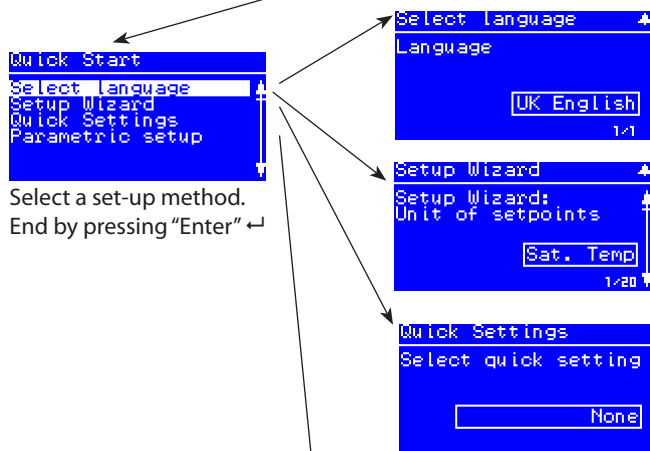 Quick Start
Select language
Setup Wizard
Quick Settings
Parametric setup
Select a set-up method.
End by pressing “Enter” ↵
Select language
Language
UK English
1/1
Setup Wizard
Setup Wizard:
Unit of setpoints
Sat. Temp
1/20
Quick Settings
Select quick setting
None